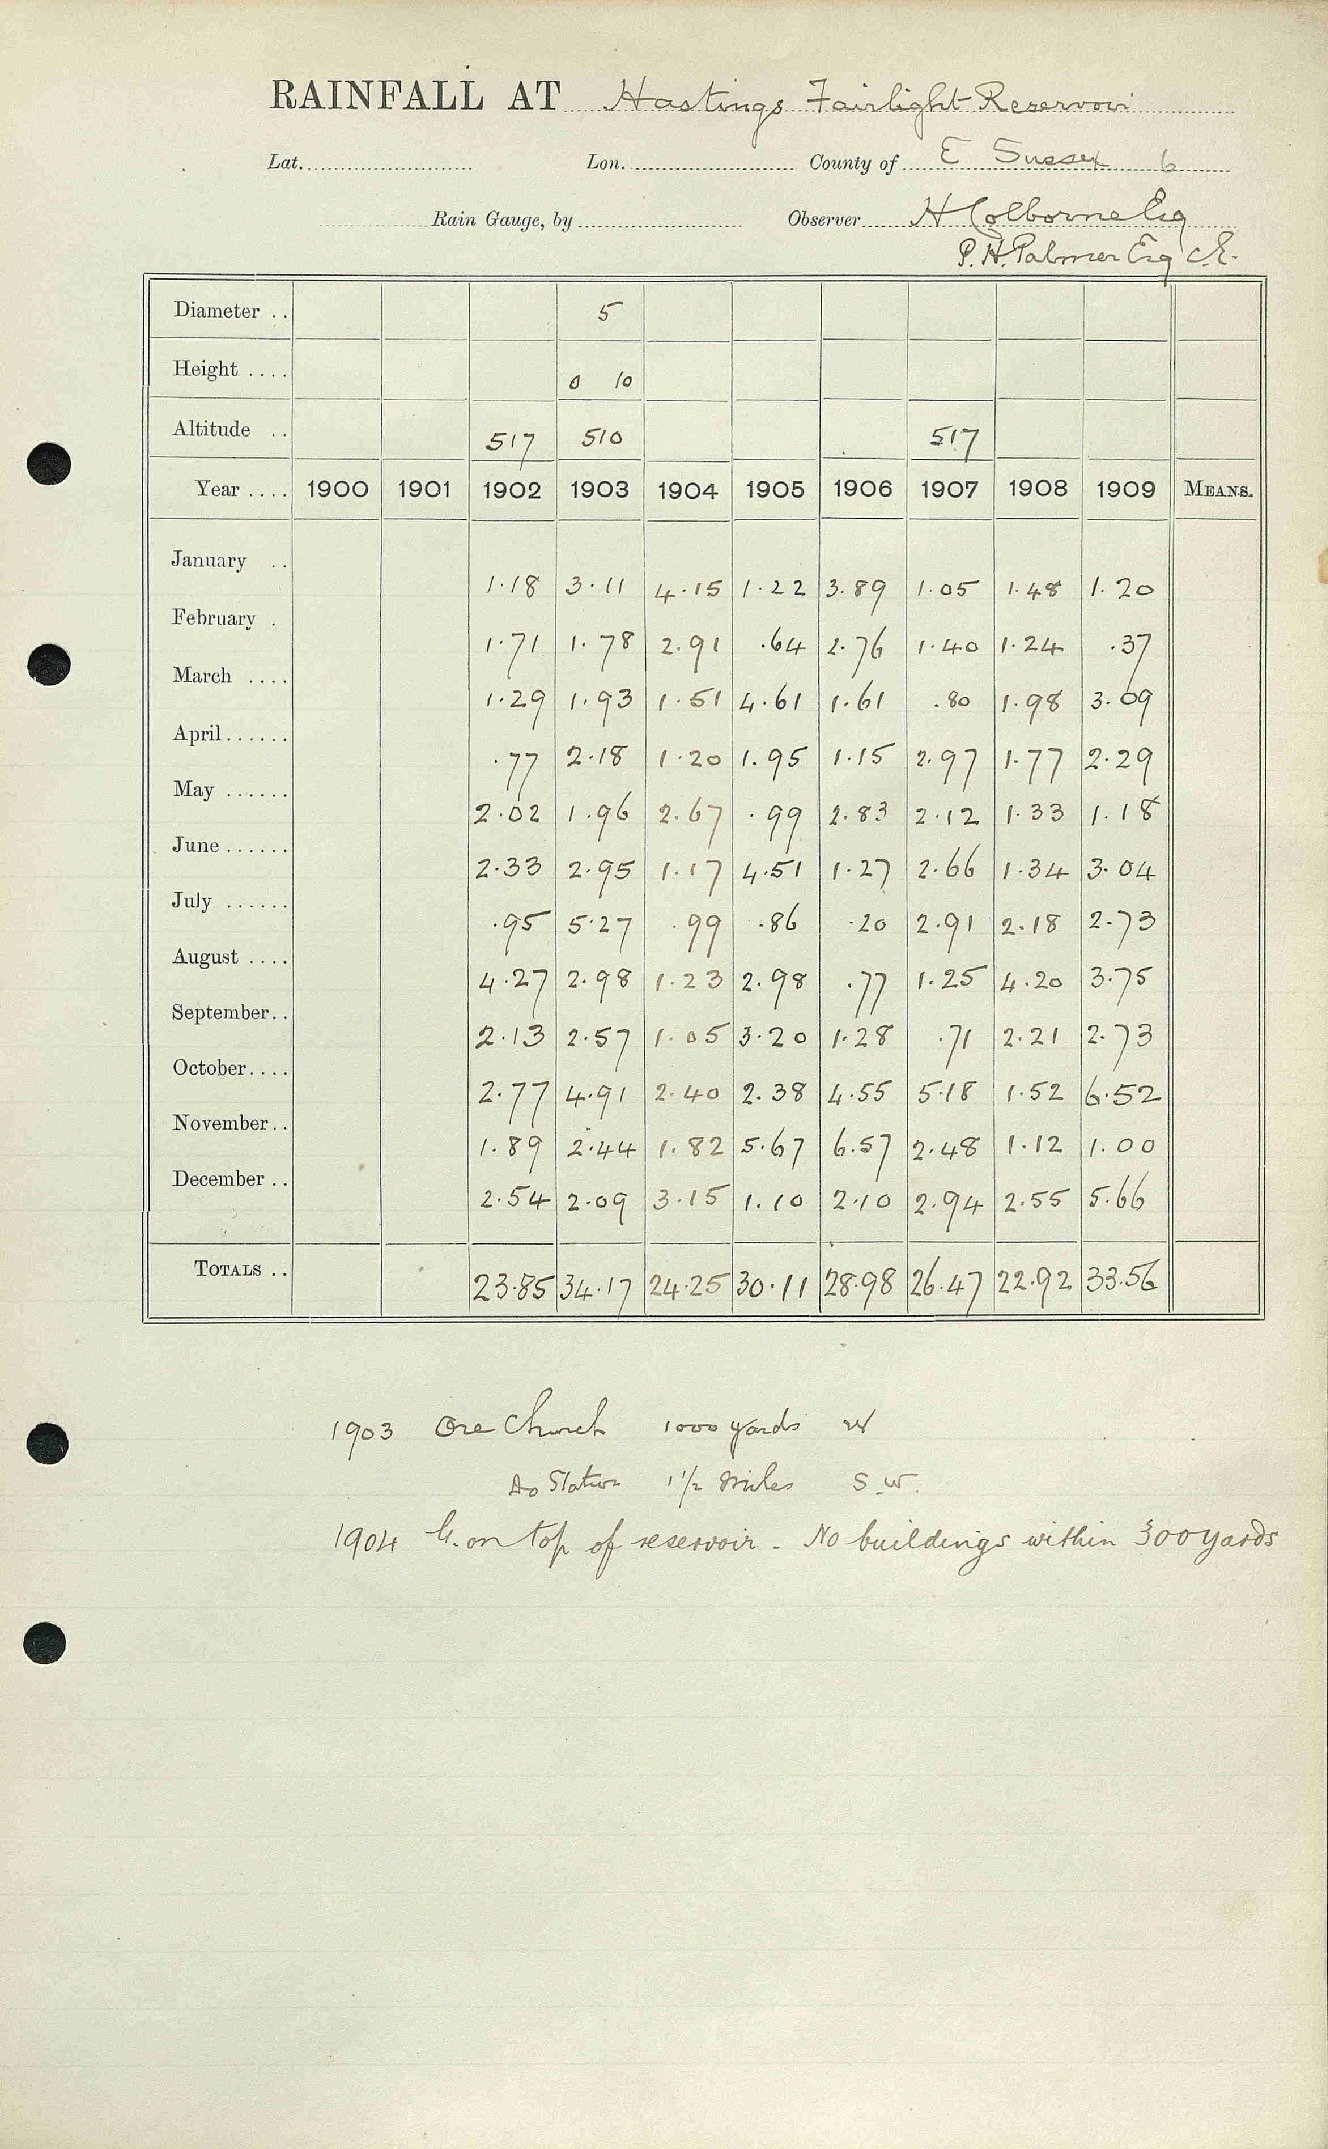 RAINFALL AT Hastings Fairlight Reservoir
Lat. Lon. County of E Sussex 6
Rain Gauge, by Observer H Colborne Esq
P. H. Palmer Esq C.E.
Diameter .. 5
Height .... 0 10
Altitude .. 517 510 517
Year .... 1900 1901 1902 1903 1904 1905 1906 1907 1908 1909 MEANS.
January .. 1.18 3.11 4.15 1.22 3.89 1.05 1.48 1.20
February . 1.71 1.78 2.91 .64 2.76 1.40 1.24 .37
March .... 1.29 1.93 1.51 4.61 1.61 .80 1.98 3.09
April...... .77 2.18 1.20 1.95 1.15 2.97 1.77 2.29
May ...... 2.02 1.96 2.67 .99 2.83 2.12 1.33 1.18
June...... 2.33 2.95 1.17 4.51 1.27 2.66 1.34 3.04
July ...... .95 5.27 .99 .86 .20 2.91 2.18 2.73
August .... 4.27 2.98 1.23 2.98 .77 1.25 4.20 3.75
September.. 2.13 2.57 1.05 3.20 1.28 .71 2.21 2.73
October.... 2.77 4.91 2.40 2.38 4.55 5.18 1.52 6.52
November.. 1.89 2.44 1.82 5.67 6.57 2.48 1.12 1.00
December .. 2.54 2.09 3.15 1.10 2.10 2.94 2.55 5.66
TOTALS .. 23.85 34.17 24.25 30.11 28.98 26.47 22.92 33.56
1903 Ore Church 1000 yards W
Do Station 1 1/2 miles S.W.
1904 G. on top of reservoir - No buildings within 300 yards